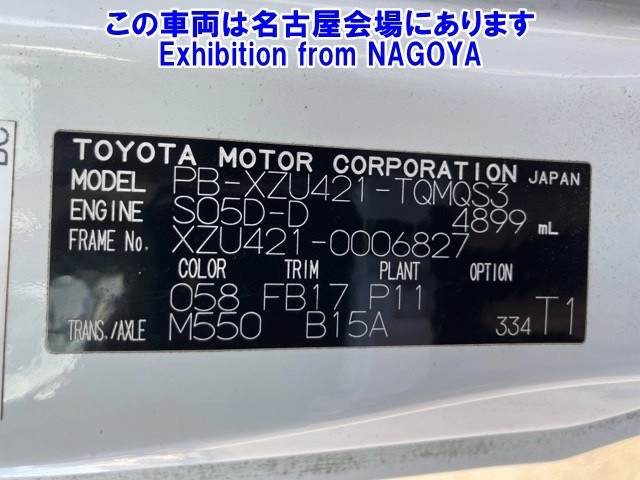 この車両は名古屋会場にあります
Exhibition from NAGOYA
TOYOTA MOTOR CORPORATION JAPAN
MODEL PB-XZU421-TQMQS3
ENGINE S05D-D 4899 mL
FRAME No. XZU421-0006827
COLOR TRIM PLANT OPTION
058 FB17 P11
TRANS./AXLE M550 B15A 334 T1